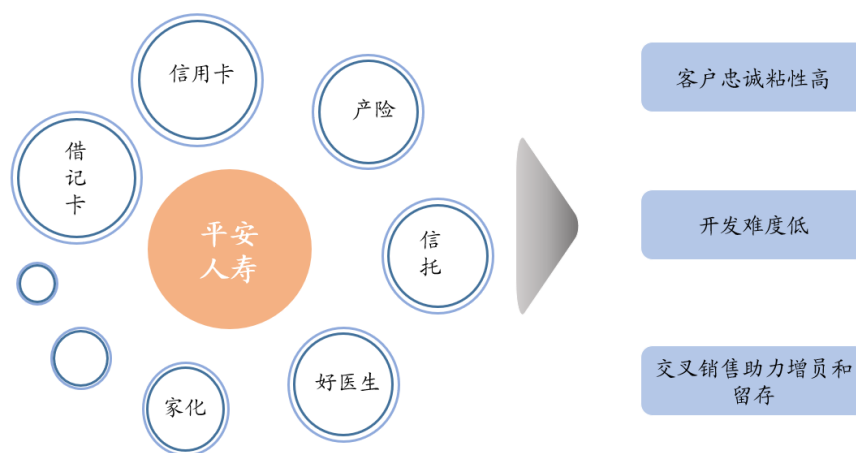 信用卡
产险
借
记
卡
平安
人寿
信
托
好医生
家化
客户忠诚粘性高
开发难度低
交叉销售助力增员和
留存